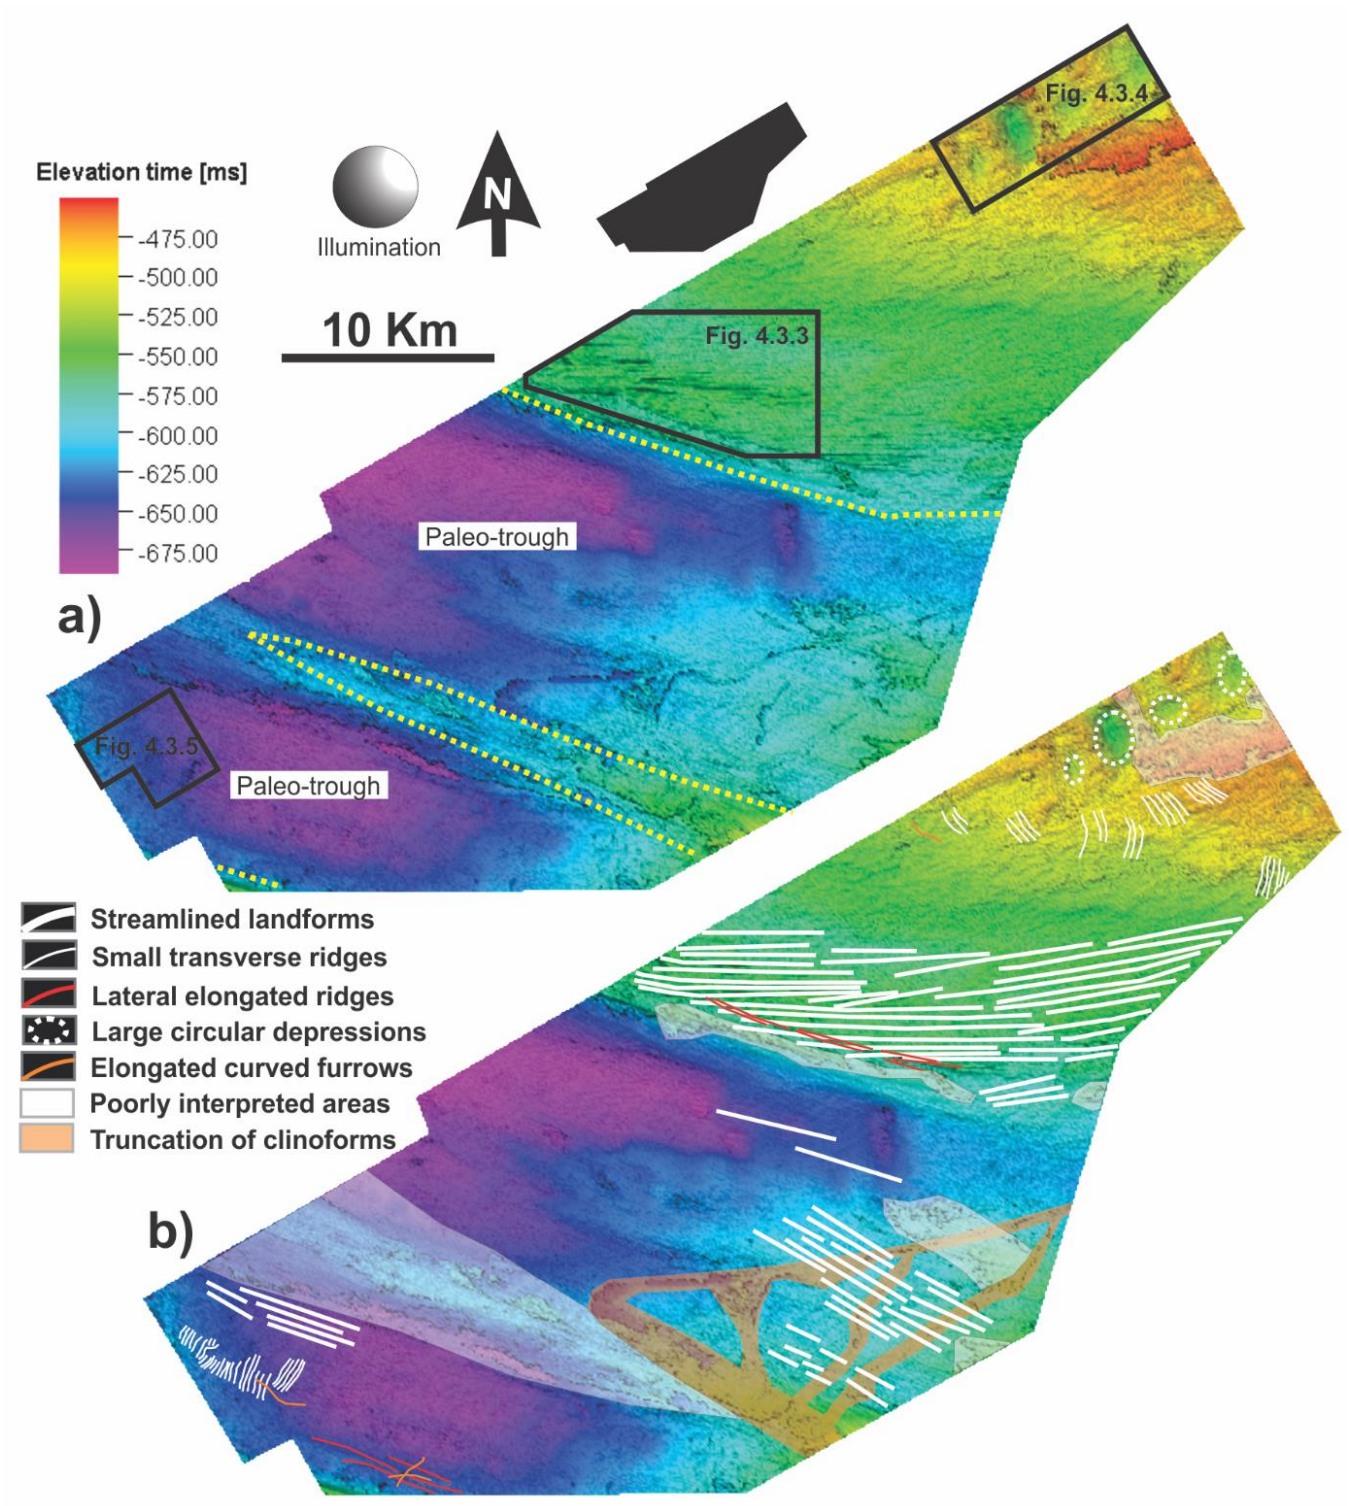 Fig. 4.3.4
Elevation time [ms]
-475.00
-500.00
-525.00
-550.00
-575.00
-600.00
-625.00
-650.00
-675.00
Illumination
N
10 Km
Fig. 4.3.3
Paleo-trough
a)
Fig. 4.3.5
Paleo-trough
Streamlined landforms
Small transverse ridges
Lateral elongated ridges
Large circular depressions
Elongated curved furrows
Poorly interpreted areas
Truncation of clinoforms
b)